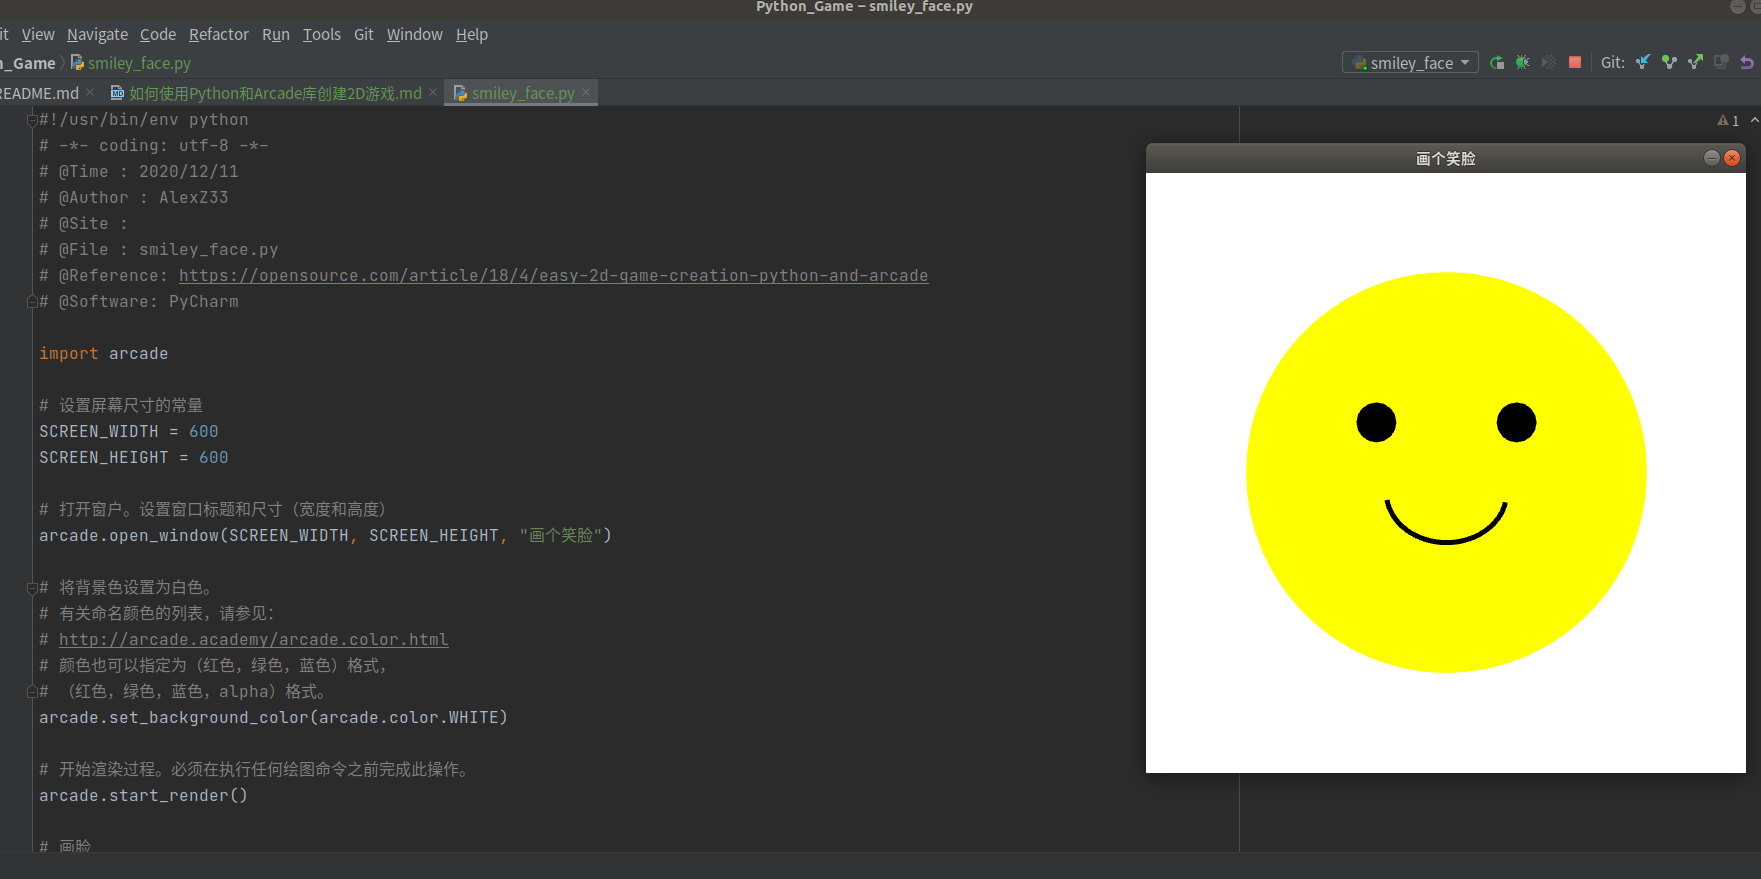 Python_Game – smiley_face.py
it View Navigate Code Refactor Run Tools Git Window Help
n_Game smiley_face.py
smiley_face Git:
README.md 如何使用Python和Arcade库创建2D游戏.md smiley_face.py
#!/usr/bin/env python
1
# -*- coding: utf-8 -*-
# @Time : 2020/12/11
# @Author : AlexZ33
# @Site :
# @File : smiley_face.py
# @Reference: https://opensource.com/article/18/4/easy-2d-game-creation-python-and-arcade
# @Software: PyCharm
import arcade
# 设置屏幕尺寸的常量
SCREEN_WIDTH = 600
SCREEN_HEIGHT = 600
# 打开窗户。设置窗口标题和尺寸（宽度和高度）
arcade.open_window(SCREEN_WIDTH, SCREEN_HEIGHT, "画个笑脸")
# 将背景色设置为白色。
# 有关命名颜色的列表，请参见：
# http://arcade.academy/arcade.color.html
# 颜色也可以指定为（红色，绿色，蓝色）格式，
# （红色，绿色，蓝色，alpha）格式。
arcade.set_background_color(arcade.color.WHITE)
# 开始渲染过程。必须在执行任何绘图命令之前完成此操作。
arcade.start_render()
# 画脸
画个笑脸